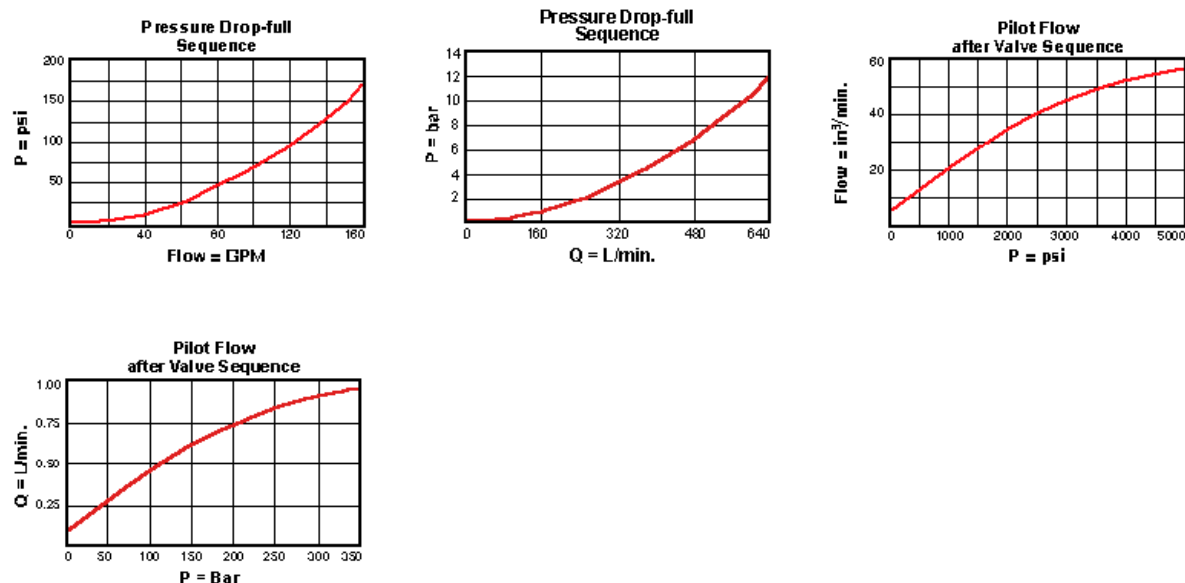 Pressure Drop-full
Sequence
200
150
100
50
P = psi
0 40 80 120 160
Flow = GPM
Pressure Drop-full
Sequence
14
12
10
8
6
4
2
P = bar
0 160 320 480 640
Q = L/min.
Pilot Flow
after Valve Sequence
60
40
20
Flow = in³/min.
0 1000 2000 3000 4000 5000
P = psi
Pilot Flow
after Valve Sequence
1.00
0.75
0.50
0.25
Q = L/min.
0 50 100 150 200 250 300 350
P = Bar